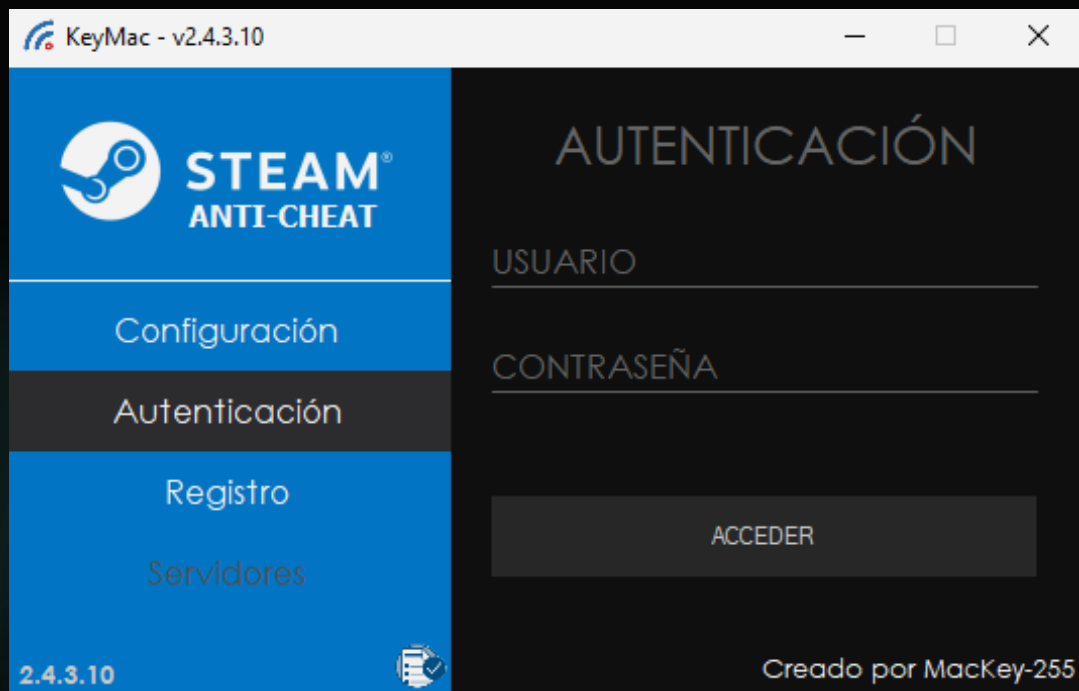 KeyMac - v2.4.3.10
STEAM®
ANTI-CHEAT
Configuración
Autenticación
Registro
Servidores
2.4.3.10
AUTENTICACIÓN
USUARIO
CONTRASEÑA
ACCEDER
Creado por MacKey-255